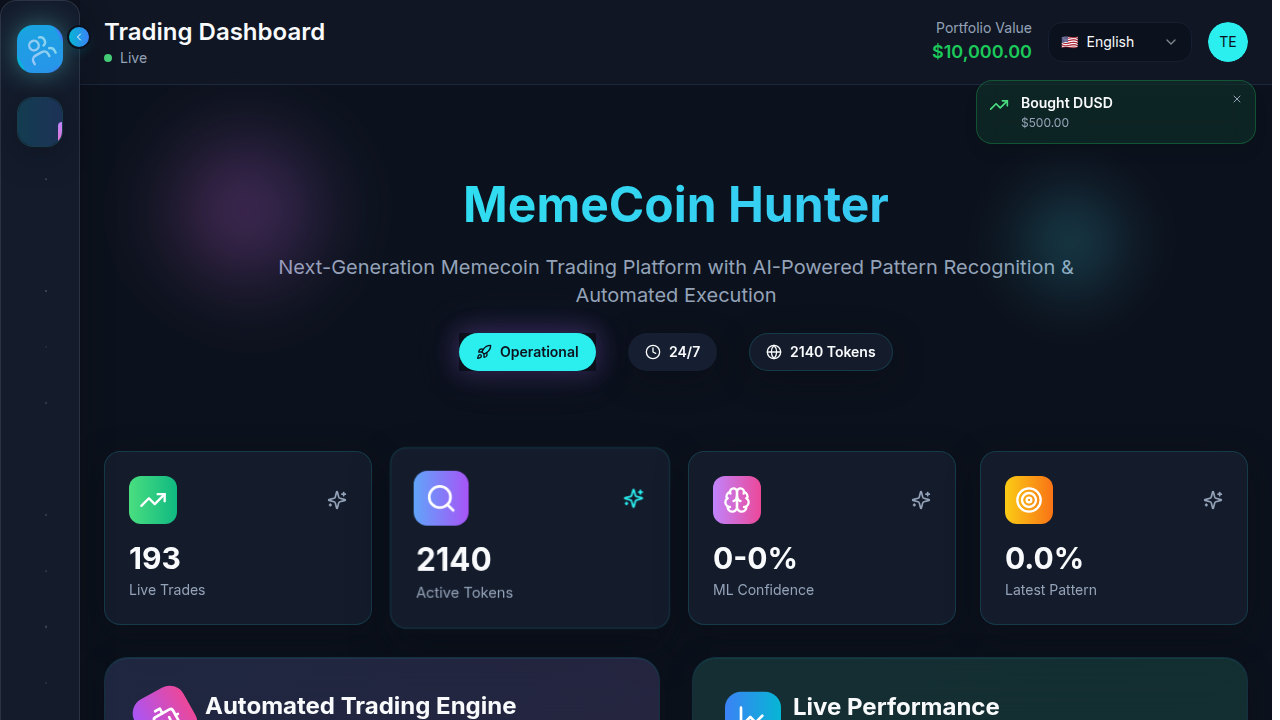 Trading Dashboard
Live
Portfolio Value
$10,000.00
English
TE
Bought DUSD
$500.00
MemeCoin Hunter
Next-Generation Memecoin Trading Platform with AI-Powered Pattern Recognition &
Automated Execution
Operational
24/7
2140 Tokens
193
Live Trades
2140
Active Tokens
0-0%
ML Confidence
0.0%
Latest Pattern
Automated Trading Engine
Live Performance